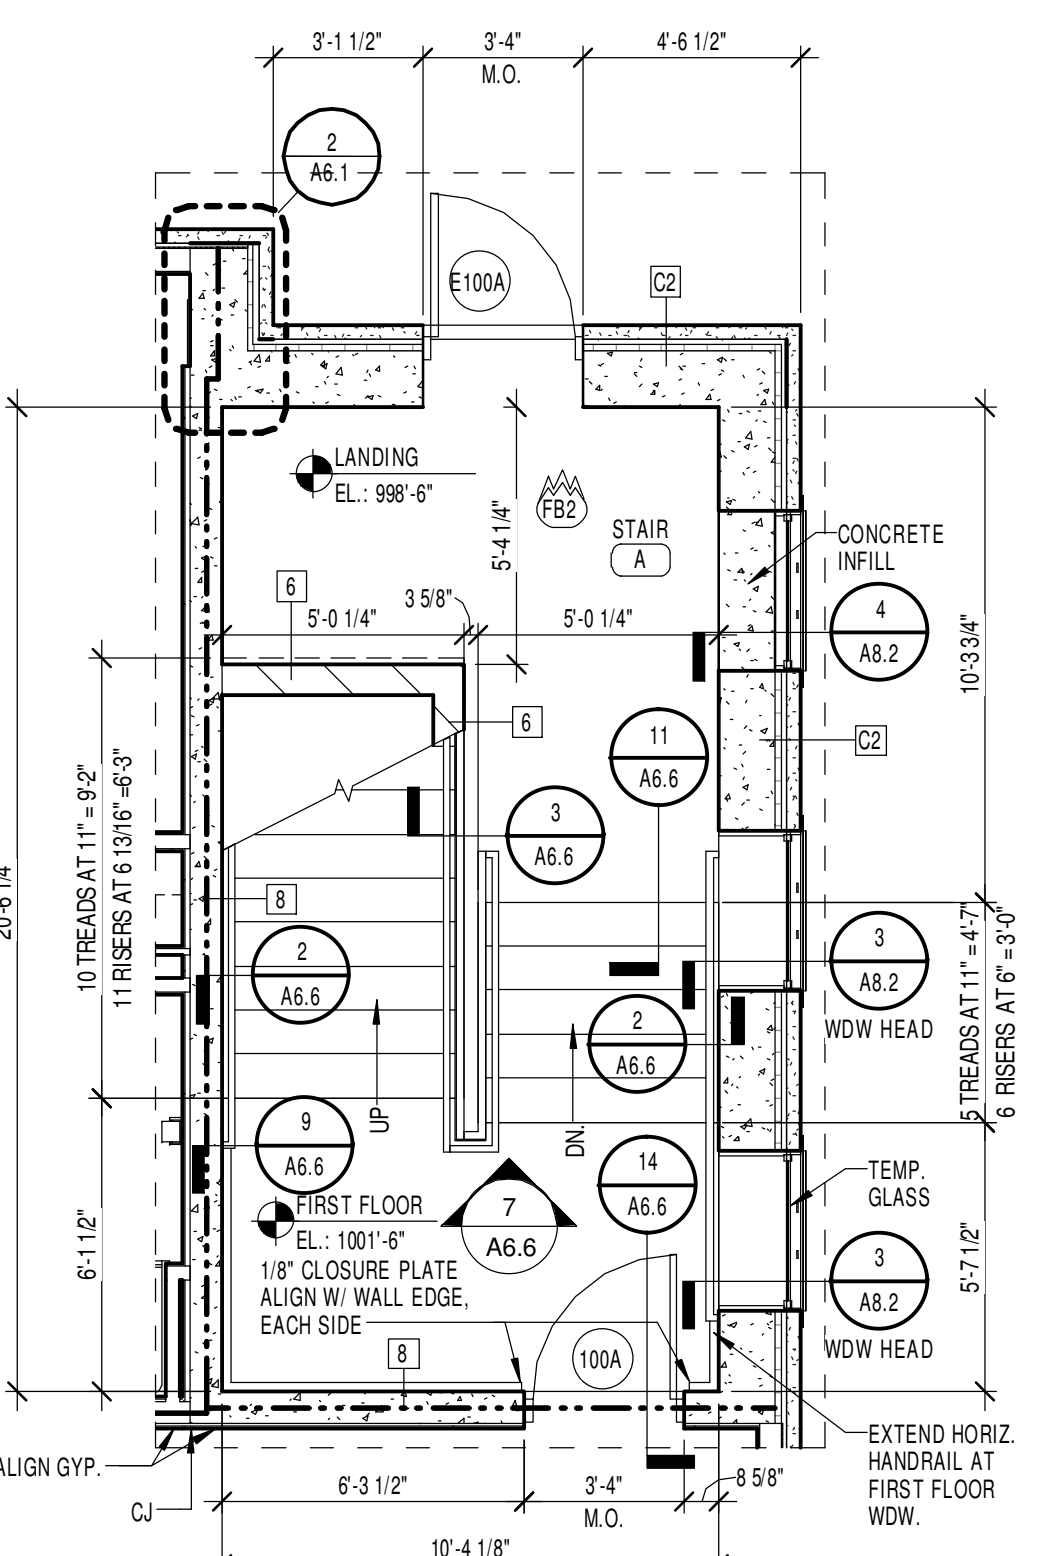 3'-1 1/2"
3'-4"
4'-6 1/2"
M.O.
2
A6.1
E100A
C2
LANDING
EL.: 998'-6"
FB2
STAIR
A
5'-4 1/4"
CONCRETE
INFILL
6
3 5/8"
5'-0 1/4"
5'-0 1/4"
4
A8.2
10'-3 3/4"
6
11
A6.6
C2
10 TREADS AT 11" = 9'-2"
11 RISERS AT 6 13/16" =6'-3"
3
A6.6
20'-6 1/4"
8
2
A6.6
3
A8.2
WDW HEAD
5 TREADS AT 11" = 4'-7"
6 RISERS AT 6" = 3'-0"
2
A6.6
UP
DN.
9
A6.6
14
A6.6
TEMP.
GLASS
FIRST FLOOR
EL.: 1001'-6"
7
A6.6
6'-1 1/2"
5'-7 1/2"
1/8" CLOSURE PLATE
ALIGN W/ WALL EDGE,
EACH SIDE
3
A8.2
WDW HEAD
8
100A
EXTEND HORIZ.
HANDRAIL AT
FIRST FLOOR
WDW.
ALIGN GYP.
CJ
6'-3 1/2"
3'-4"
M.O.
8 5/8"
10'-4 1/8"